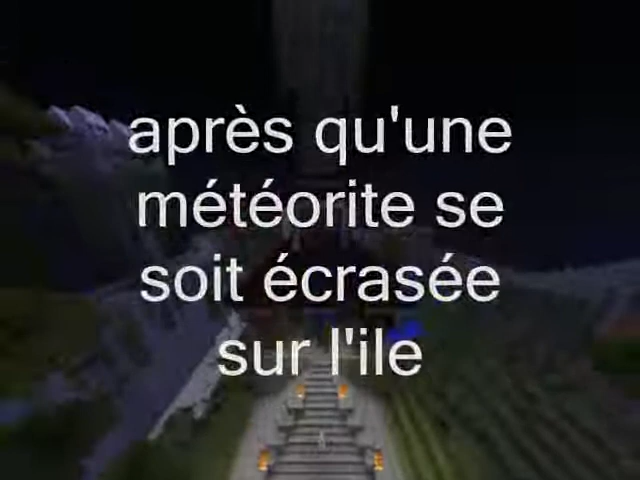 après qu'une
météorite se
soit écrasée
sur l'ile